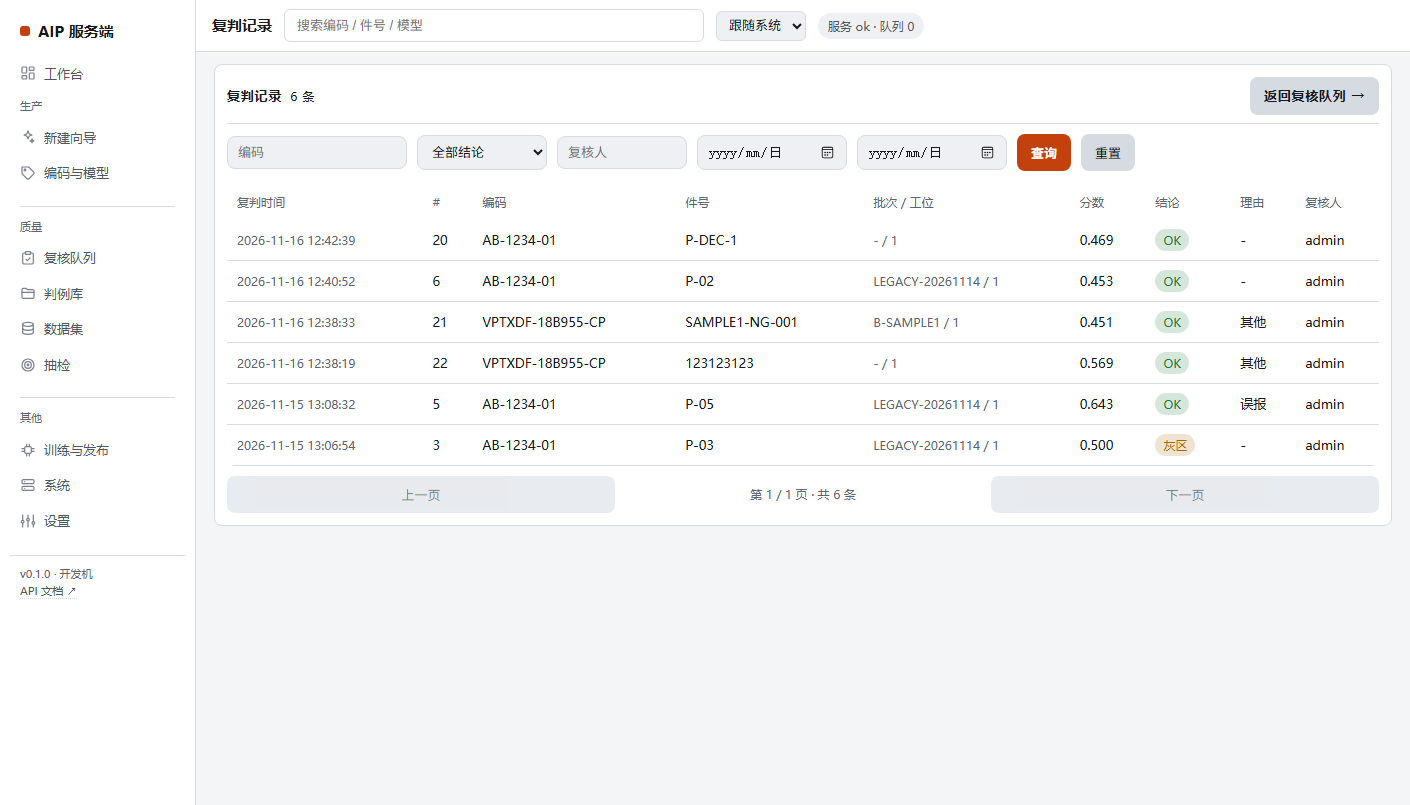 AIP 服务端
工作台
生产
新建向导
编码与模型
质量
复核队列
判例库
数据集
抽检
其他
训练与发布
系统
设置
v0.1.0 · 开发机
API 文档 ↗
复判记录 搜索编码 / 件号 / 模型 跟随系统 服务 ok · 队列 0
复判记录 6 条 返回复核队列 →
编码 全部结论 复核人 yyyy/mm/日 yyyy/mm/日 查询 重置
复判时间 # 编码 件号 批次 / 工位 分数 结论 理由 复核人
2026-11-16 12:42:39 20 AB-1234-01 P-DEC-1 - / 1 0.469 OK - admin
2026-11-16 12:40:52 6 AB-1234-01 P-02 LEGACY-20261114 / 1 0.453 OK - admin
2026-11-16 12:38:33 21 VPTXDF-18B955-CP SAMPLE1-NG-001 B-SAMPLE1 / 1 0.451 OK 其他 admin
2026-11-16 12:38:19 22 VPTXDF-18B955-CP 123123123 - / 1 0.569 OK 其他 admin
2026-11-15 13:08:32 5 AB-1234-01 P-05 LEGACY-20261114 / 1 0.643 OK 误报 admin
2026-11-15 13:06:54 3 AB-1234-01 P-03 LEGACY-20261114 / 1 0.500 灰区 - admin
上一页 第 1 / 1 页 · 共 6 条 下一页